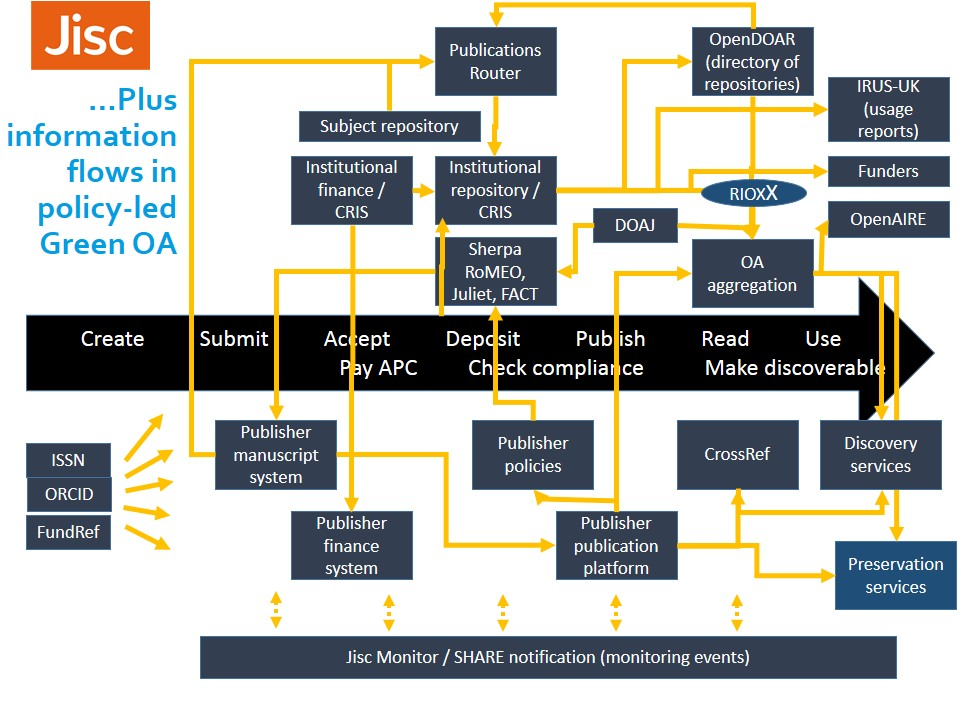 Jisc
...Plus
information
flows in
policy-led
Green OA
Publications
Router
OpenDOAR
(directory of
repositories)
IRUS-UK
(usage
reports)
Subject repository
Institutional
finance /
CRIS
Institutional
repository /
CRIS
Funders
RIOXX
OpenAIRE
DOAJ
Sherpa
RoMEO,
Juliet, FACT
OA
aggregation
Create Submit Accept Deposit Publish Read Use
Pay APC Check compliance Make discoverable
ISSN
ORCID
FundRef
Publisher
manuscript
system
Publisher
policies
CrossRef
Discovery
services
Publisher
finance
system
Publisher
publication
platform
Preservation
services
Jisc Monitor / SHARE notification (monitoring events)